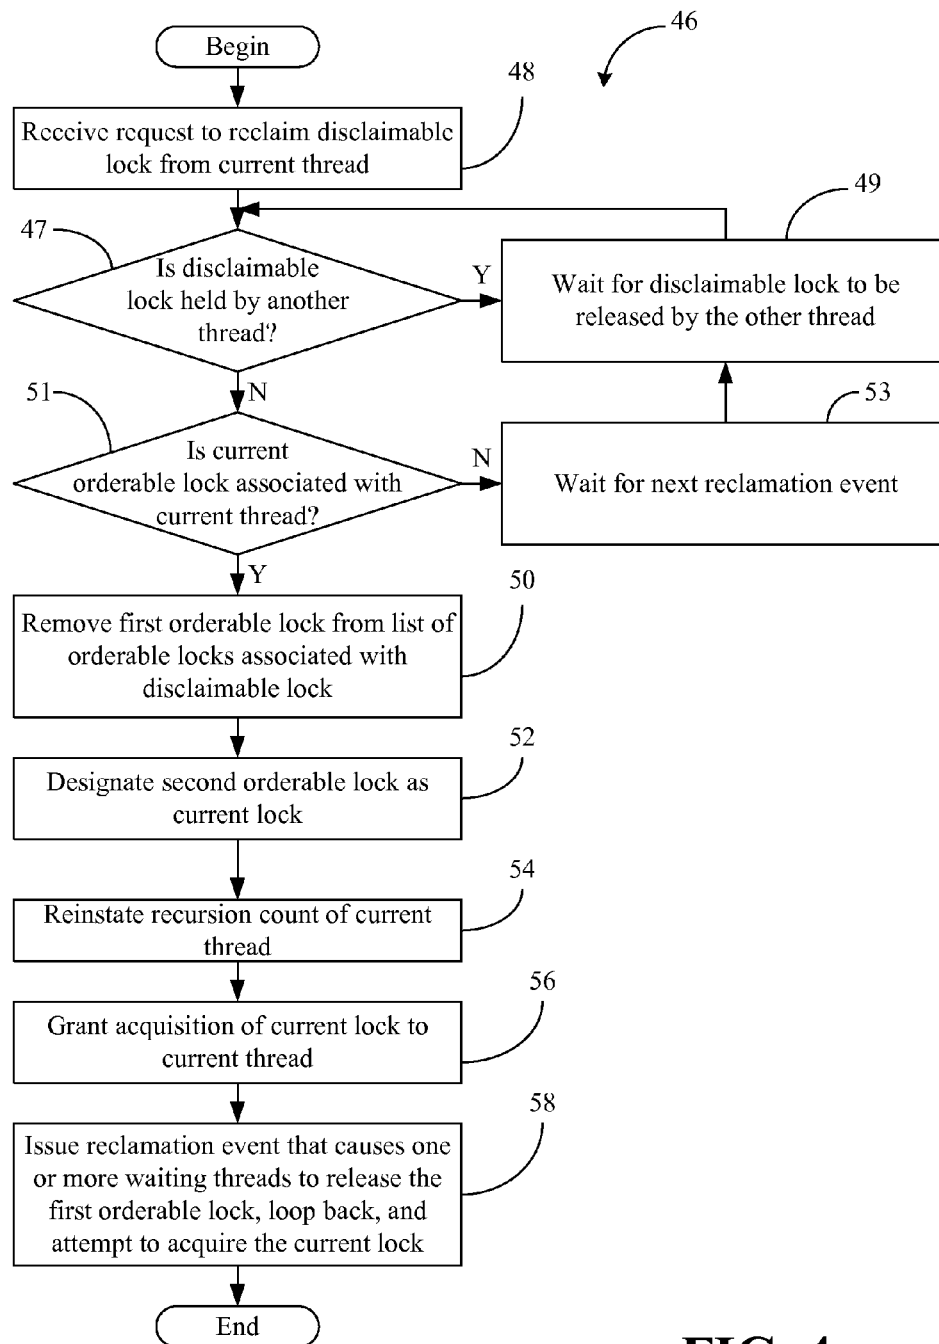 Begin
46
48
Receive request to reclaim disclaimable
lock from current thread
49
47
Is disclaimable
lock held by another
thread?
Y
Wait for disclaimable lock to be
released by the other thread
N
51
53
Is current
orderable lock associated with
current thread?
N
Wait for next reclamation event
Y
50
Remove first orderable lock from list of
orderable locks associated with
disclaimable lock
52
Designate second orderable lock as
current lock
54
Reinstate recursion count of current
thread
56
Grant acquisition of current lock to
current thread
58
Issue reclamation event that causes one
or more waiting threads to release the
first orderable lock, loop back, and
attempt to acquire the current lock
End
FIG. 4